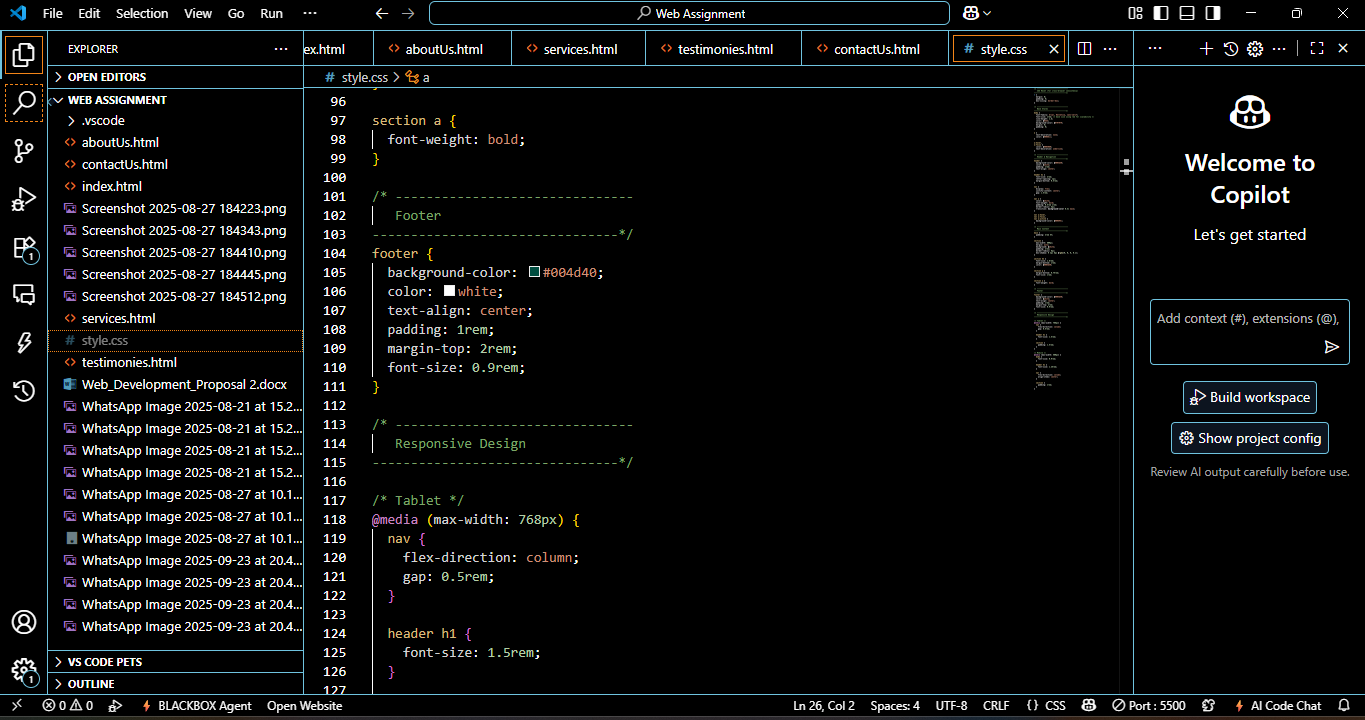 File Edit Selection View Go Run ···
Web Assignment
EXPLORER
OPEN EDITORS
WEB ASSIGNMENT
.vscode
aboutUs.html
contactUs.html
index.html
Screenshot 2025-08-27 184223.png
Screenshot 2025-08-27 184343.png
Screenshot 2025-08-27 184410.png
Screenshot 2025-08-27 184445.png
Screenshot 2025-08-27 184512.png
services.html
# style.css
testimonies.html
Web_Development_Proposal 2.docx
WhatsApp Image 2025-08-21 at 15.2...
WhatsApp Image 2025-08-21 at 15.2...
WhatsApp Image 2025-08-21 at 15.2...
WhatsApp Image 2025-08-21 at 15.2...
WhatsApp Image 2025-08-27 at 10.1...
WhatsApp Image 2025-08-27 at 10.1...
WhatsApp Image 2025-08-27 at 10.1...
WhatsApp Image 2025-09-23 at 20.4...
WhatsApp Image 2025-09-23 at 20.4...
WhatsApp Image 2025-09-23 at 20.4...
WhatsApp Image 2025-09-23 at 20.4...
VS CODE PETS
OUTLINE
1
1
ex.html <> aboutUs.html <> services.html <> testimonies.html <> contactUs.html # style.css
# style.css > a
96
97 section a {
98 font-weight: bold;
99 }
100
101 /* -------------------------------
102 Footer
103 --------------------------------*/
104 footer {
105 background-color: #004d40;
106 color: white;
107 text-align: center;
108 padding: 1rem;
109 margin-top: 2rem;
110 font-size: 0.9rem;
111 }
112
113 /* -------------------------------
114 Responsive Design
115 --------------------------------*/
116
117 /* Tablet */
118 @media (max-width: 768px) {
119 nav {
120 flex-direction: column;
121 gap: 0.5rem;
122 }
123
124 header h1 {
125 font-size: 1.5rem;
126 }
127
Welcome to
Copilot
Let's get started
Add context (#), extensions (@),
Build workspace
Show project config
Review AI output carefully before use.
0 0 BLACKBOX Agent Open Website Ln 26, Col 2 Spaces: 4 UTF-8 CRLF {} CSS Port : 5500 AI Code Chat